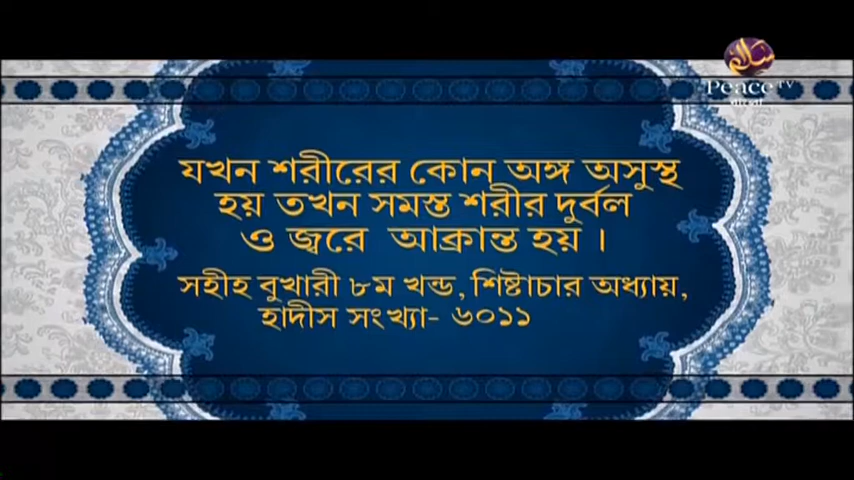 سلام
Peace TV
বাংলা
যখন শরীরের কোন অঙ্গ অসুস্থ
হয় তখন সমস্ত শরীর দুর্বল
ও জ্বরে আক্রান্ত হয় ।
সহীহ বুখারী ৮ম খন্ড, শিষ্টাচার অধ্যায়,
হাদীস সংখ্যা- ৬০১১